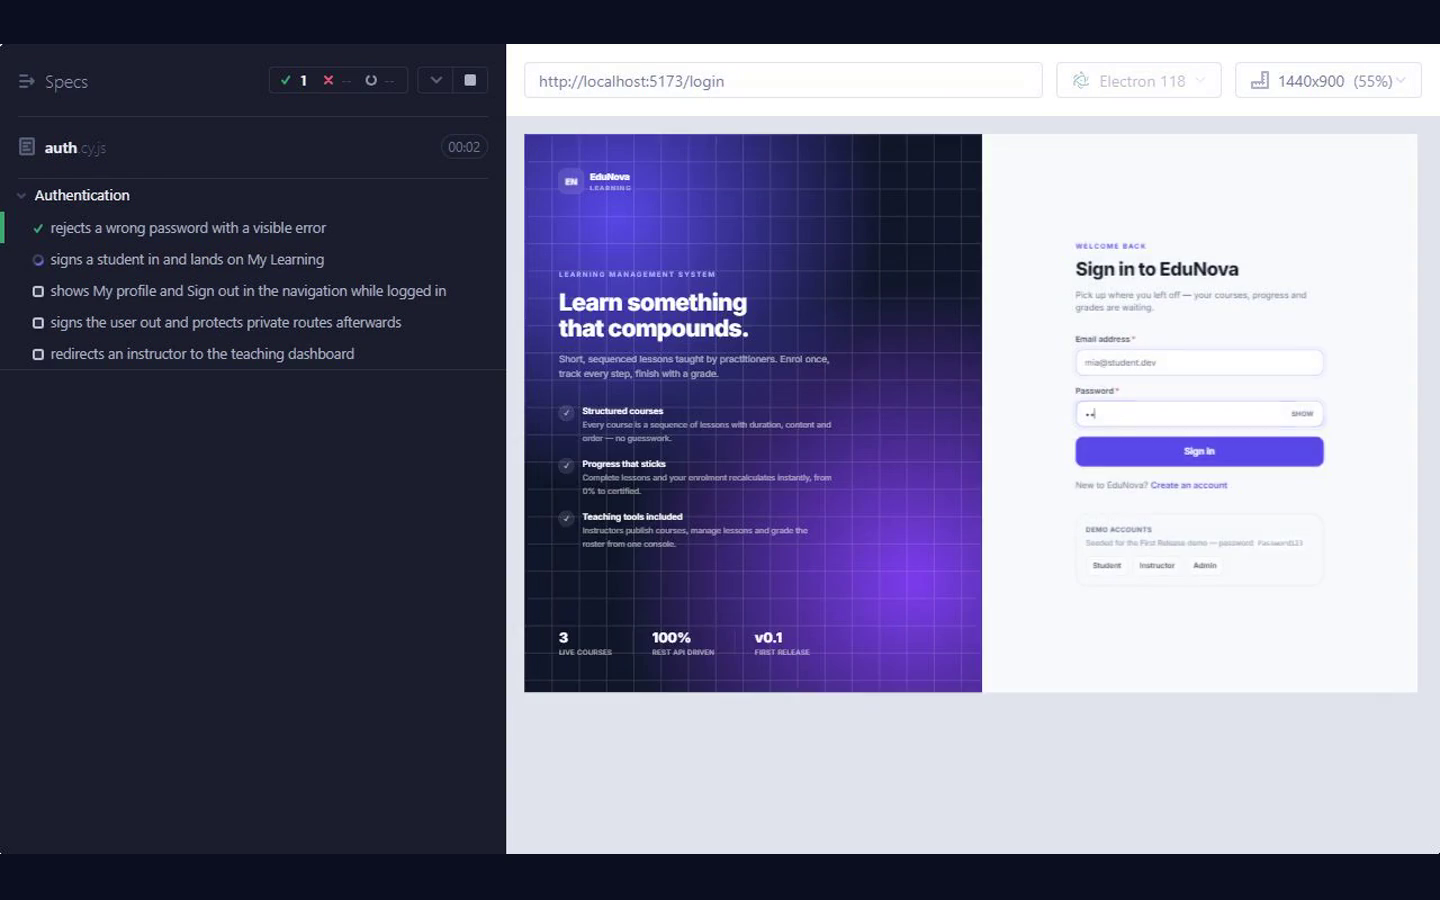 Specs
1
--
--
auth.cy.js
00:02
Authentication
rejects a wrong password with a visible error
signs a student in and lands on My Learning
shows My profile and Sign out in the navigation while logged in
signs the user out and protects private routes afterwards
redirects an instructor to the teaching dashboard
http://localhost:5173/login
Electron 118
1440x900 (55%)
EN
EduNova
LEARNING
LEARNING MANAGEMENT SYSTEM
Learn something
that compounds.
Short, sequenced lessons taught by practitioners. Enrol once,
track every step, finish with a grade.
Structured courses
Every course is a sequence of lessons with duration, content and
order — no guesswork.
Progress that sticks
Complete lessons and your enrolment recalculates instantly, from
0% to certified.
Teaching tools included
Instructors publish courses, manage lessons and grade the
roster from one console.
3
LIVE COURSES
100%
REST API DRIVEN
v0.1
FIRST RELEASE
WELCOME BACK
Sign in to EduNova
Pick up where you left off — your courses, progress and
grades are waiting.
Email address *
mia@student.dev
Password *
SHOW
Sign in
New to EduNova? Create an account
DEMO ACCOUNTS
Seeded for the First Release demo — password: Password123
Student
Instructor
Admin